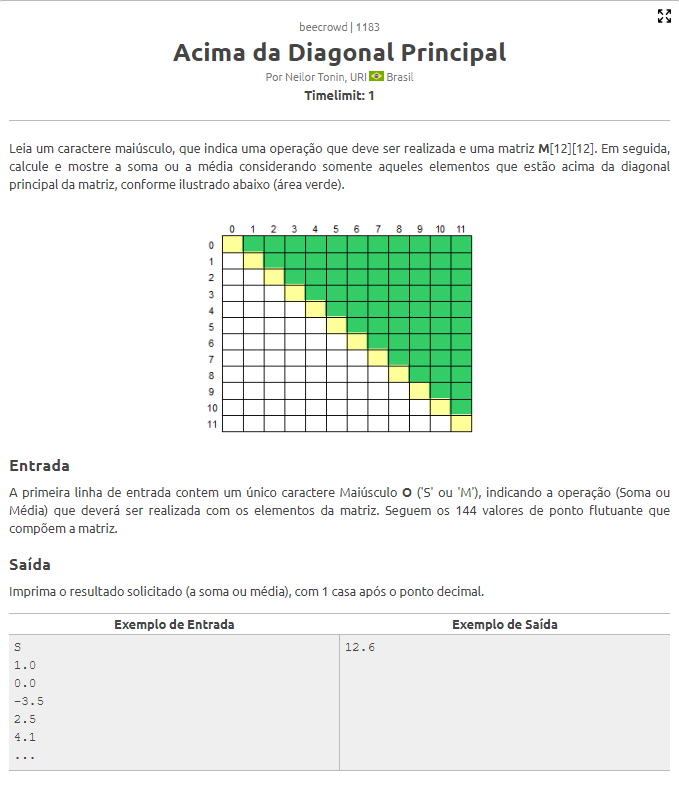 beecrowd | 1183
Acima da Diagonal Principal
Por Neilor Tonin, URI Brasil
Timelimit: 1
Leia um caractere maiúsculo, que indica uma operação que deve ser realizada e uma matriz M[12][12]. Em seguida,
calcule e mostre a soma ou a média considerando somente aqueles elementos que estão acima da diagonal
principal da matriz, conforme ilustrado abaixo (área verde).
0 1 2 3 4 5 6 7 8 9 10 11
0
1
2
3
4
5
6
7
8
9
10
11
Entrada
A primeira linha de entrada contem um único caractere Maiúsculo O ('S' ou 'M'), indicando a operação (Soma ou
Média) que deverá ser realizada com os elementos da matriz. Seguem os 144 valores de ponto flutuante que
compõem a matriz.
Saída
Imprima o resultado solicitado (a soma ou média), com 1 casa após o ponto decimal.
Exemplo de Entrada Exemplo de Saída
S 12.6
1.0
0.0
-3.5
2.5
4.1
...